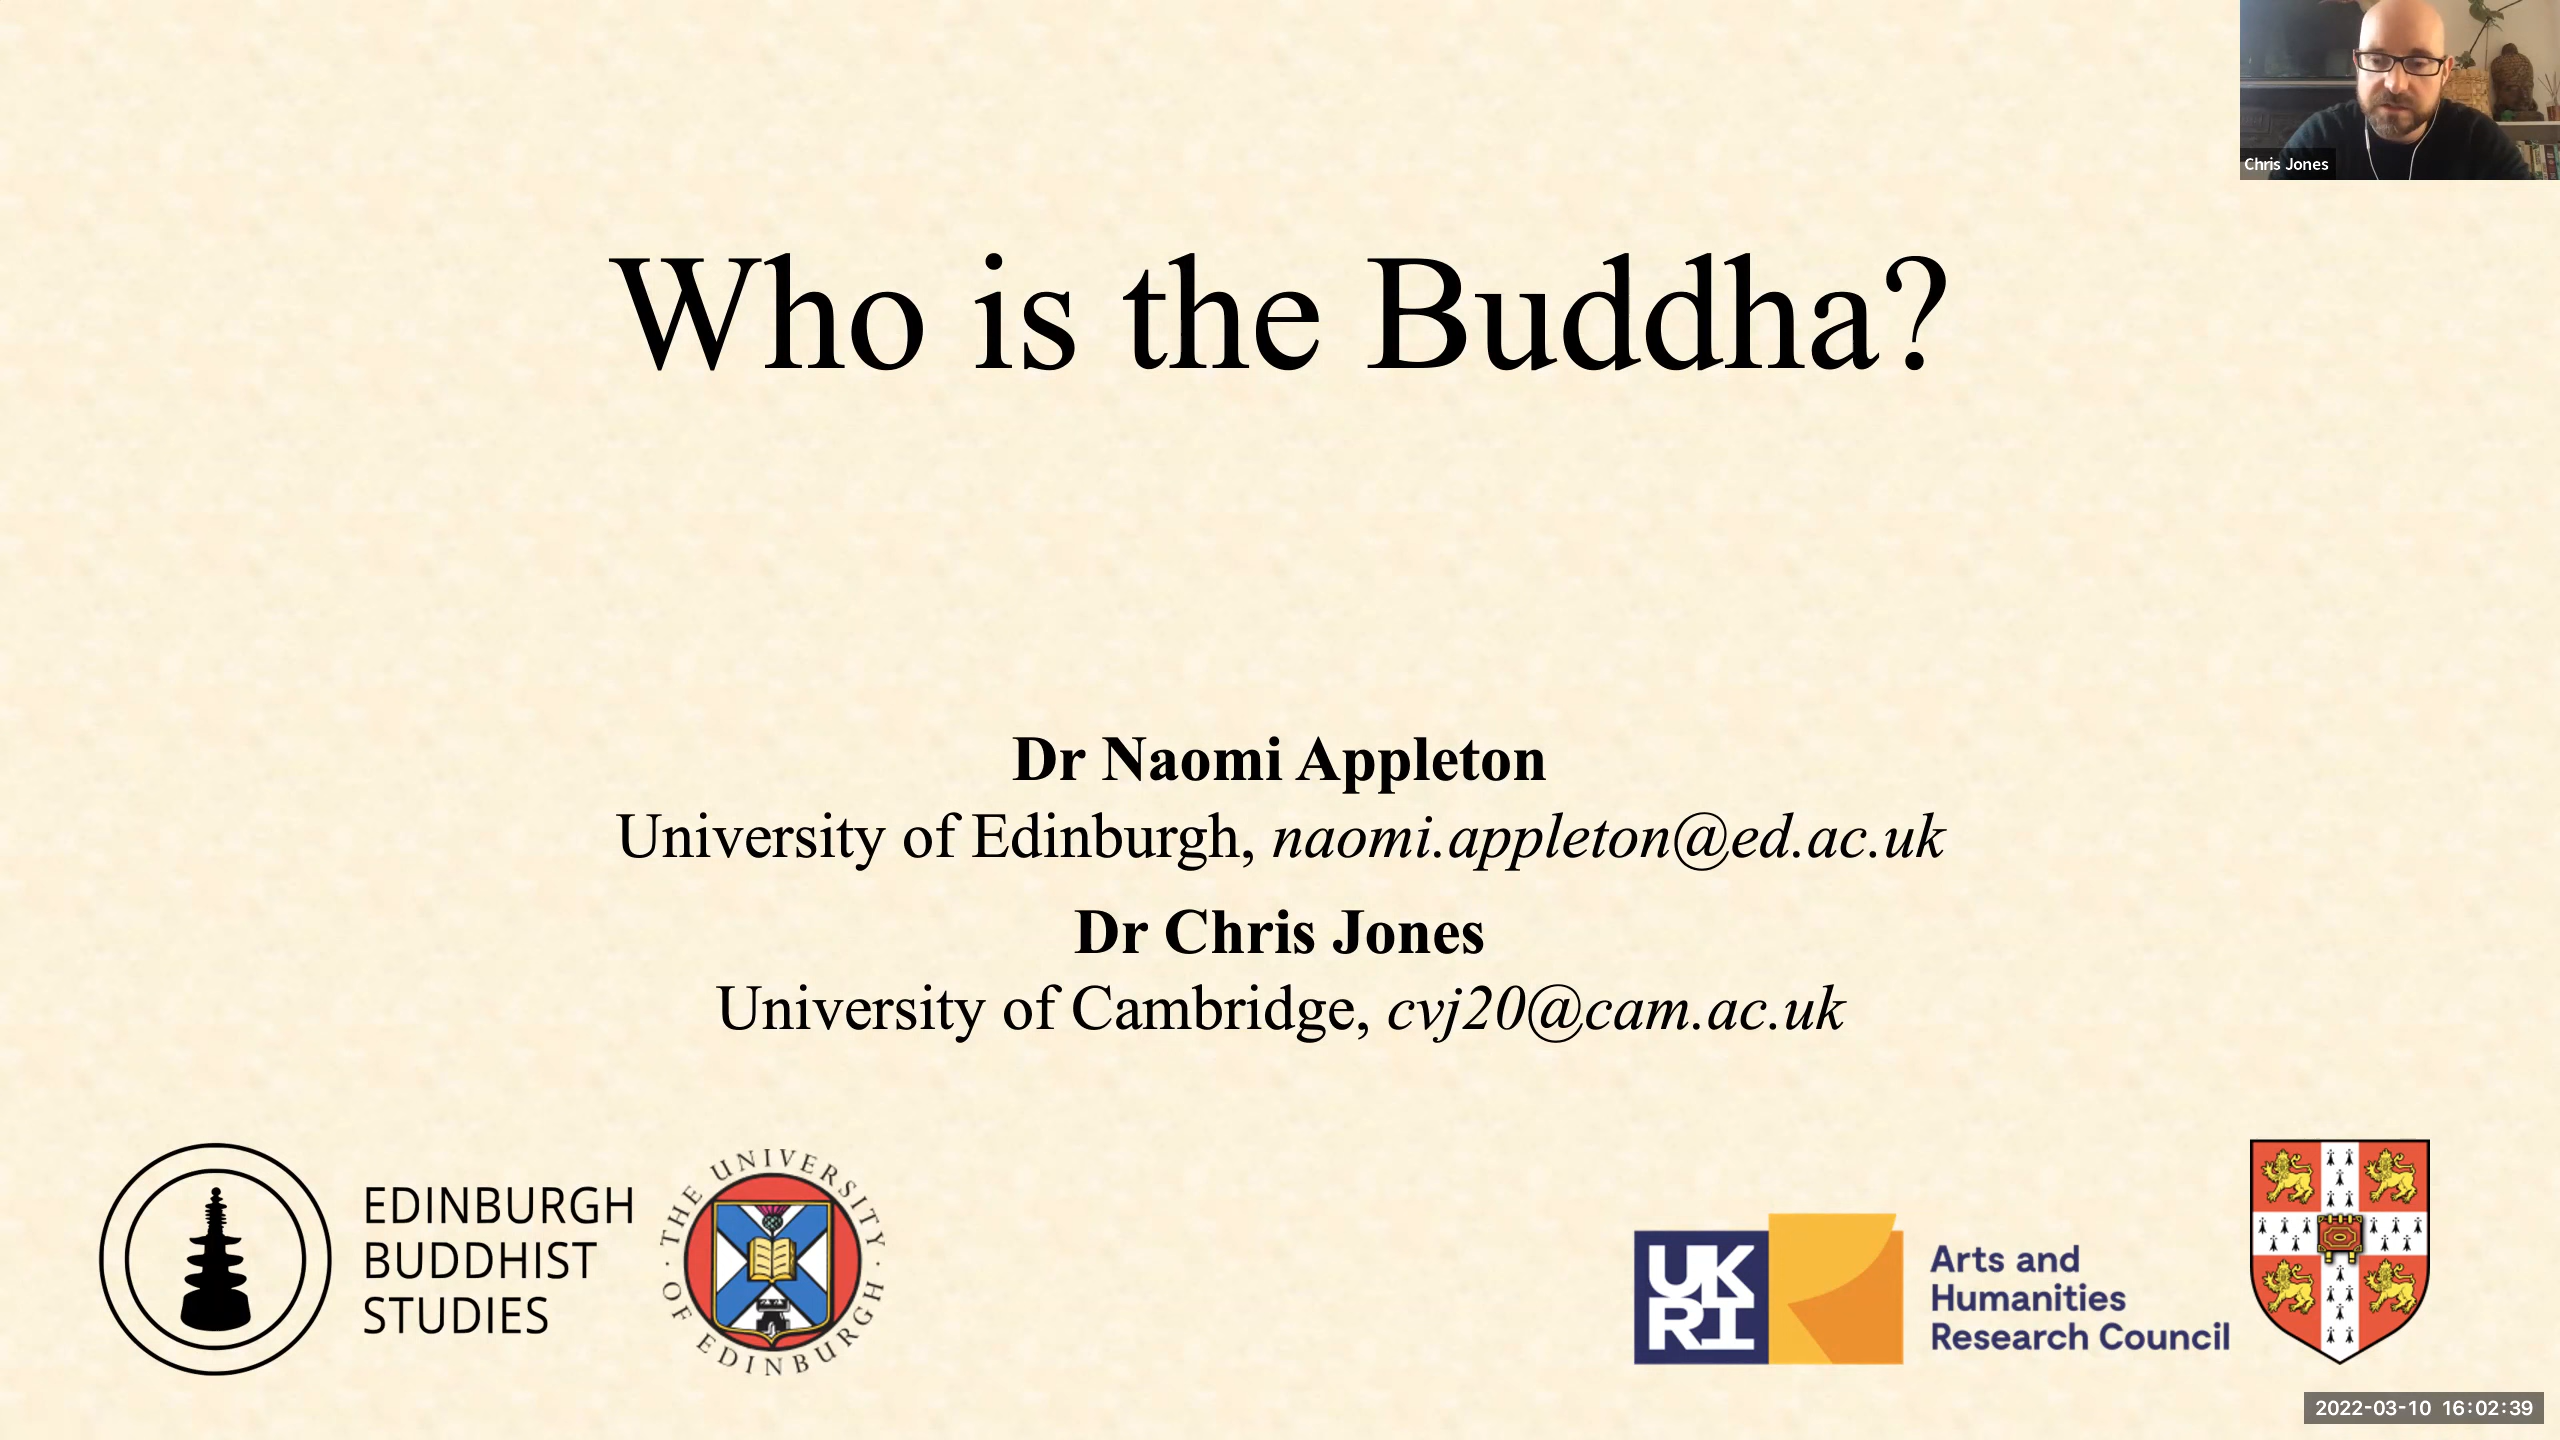 Chris Jones
Who is the Buddha?
Dr Naomi Appleton
University of Edinburgh, naomi.appleton@ed.ac.uk
Dr Chris Jones
University of Cambridge, cvj20@cam.ac.uk
EDINBURGH
BUDDHIST
STUDIES
· THE UNIVERSITY · OF EDINBURGH
UK
RI
Arts and
Humanities
Research Council
2022-03-10 16:02:39